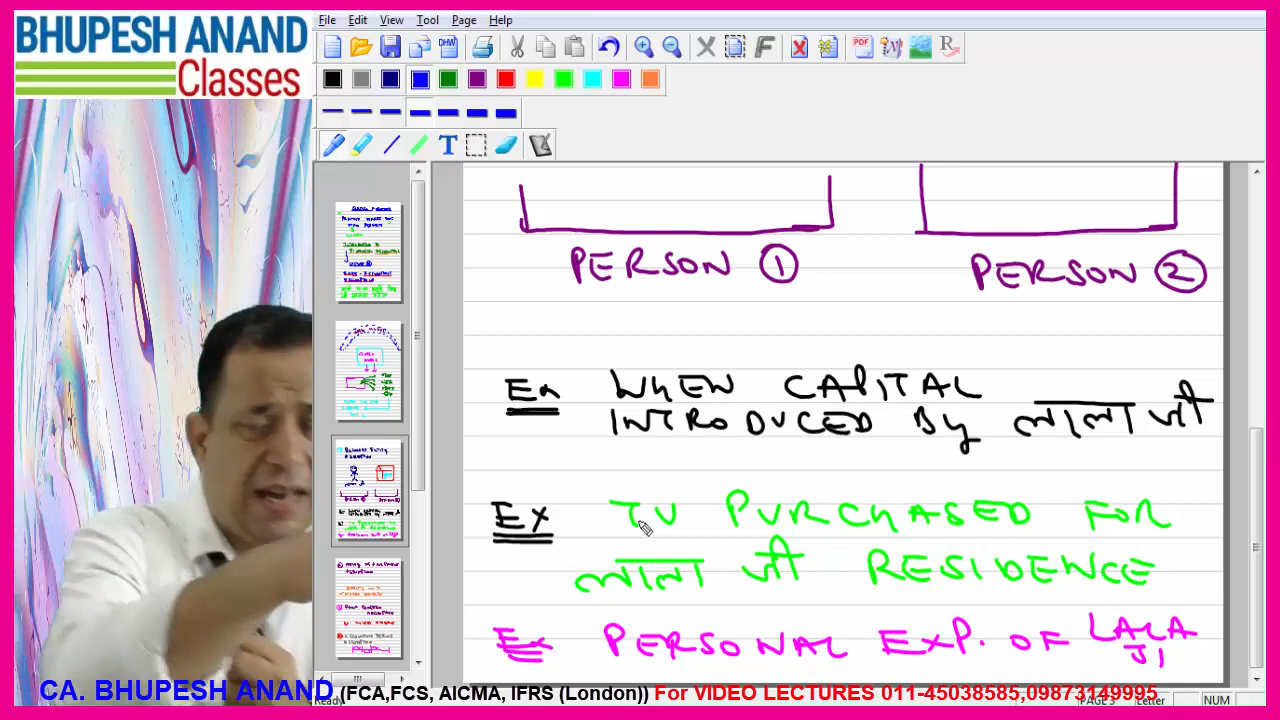 BHUPESH ANAND
Classes
File Edit View Tool Page Help
PERSON 1
PERSON 2
Ex WHEN CAPITAL
INTRODUCED By लाला जी
EX TV PURCHASED FOR
लाला जी RESIDENCE
Ex PERSONAL EXP. OF LALA
JI
CA. BHUPESH ANAND (FCA,FCS, AICMA, IFRS (London)) For VIDEO LECTURES 011-45038585,09873149995
Letter
NUM